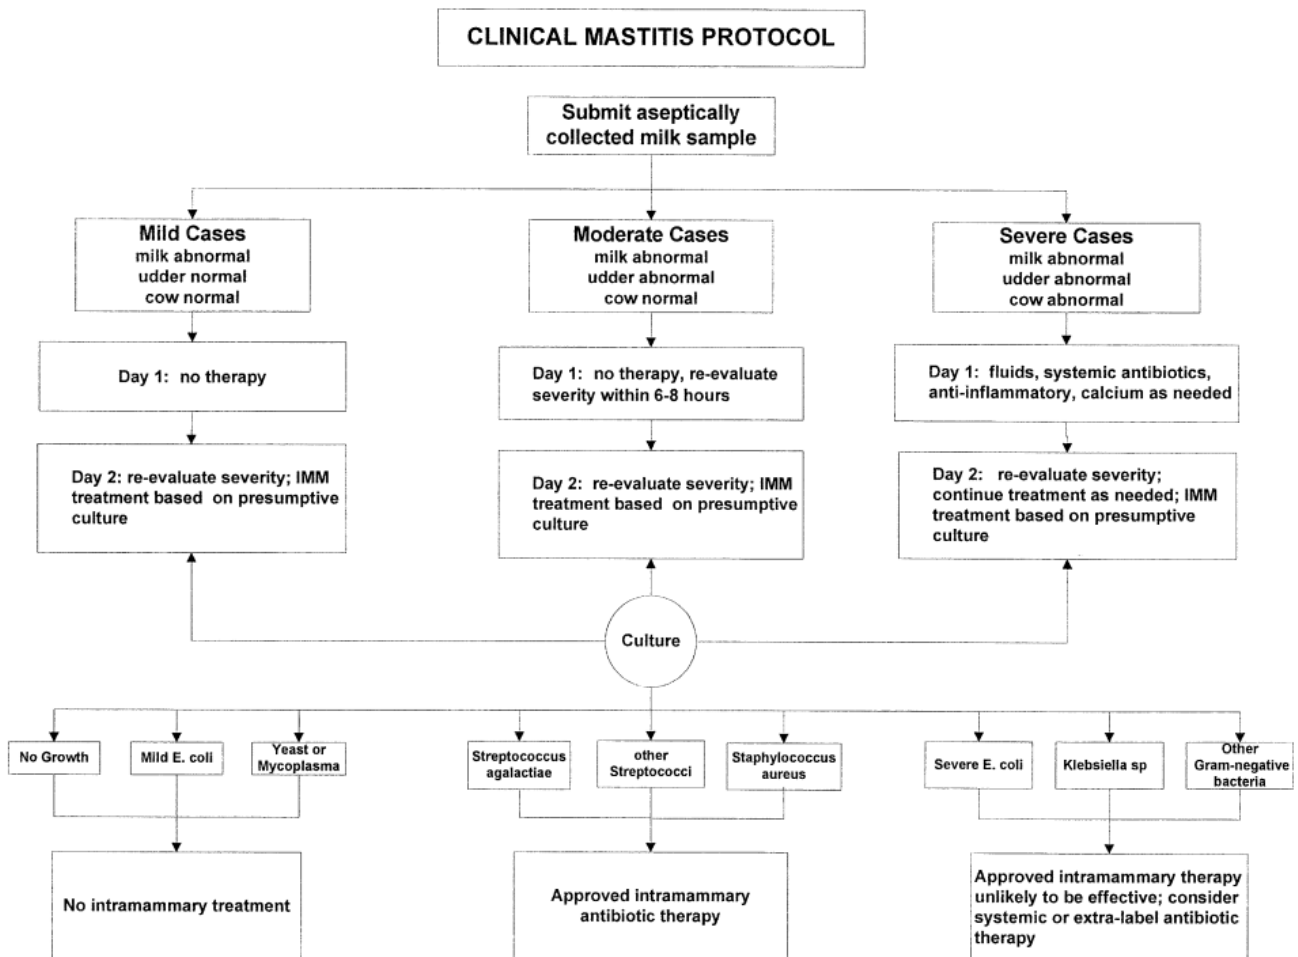 CLINICAL MASTITIS PROTOCOL
Submit aseptically
collected milk sample
Mild Cases
milk abnormal
udder normal
cow normal
Moderate Cases
milk abnormal
udder abnormal
cow normal
Severe Cases
milk abnormal
udder abnormal
cow abnormal
Day 1: no therapy
Day 1: no therapy, re-evaluate
severity within 6-8 hours
Day 1: fluids, systemic antibiotics,
anti-inflammatory, calcium as needed
Day 2: re-evaluate severity; IMM
treatment based on presumptive
culture
Day 2: re-evaluate severity; IMM
treatment based on presumptive
culture
Day 2: re-evaluate severity;
continue treatment as needed; IMM
treatment based on presumptive
culture
Culture
No Growth
Mild E. coli
Yeast or
Mycoplasma
Streptococcus
agalactiae
other
Streptococci
Staphylococcus
aureus
Severe E. coli
Klebsiella sp
Other
Gram-negative
bacteria
No intramammary treatment
Approved intramammary
antibiotic therapy
Approved intramammary therapy
unlikely to be effective; consider
systemic or extra-label antibiotic
therapy